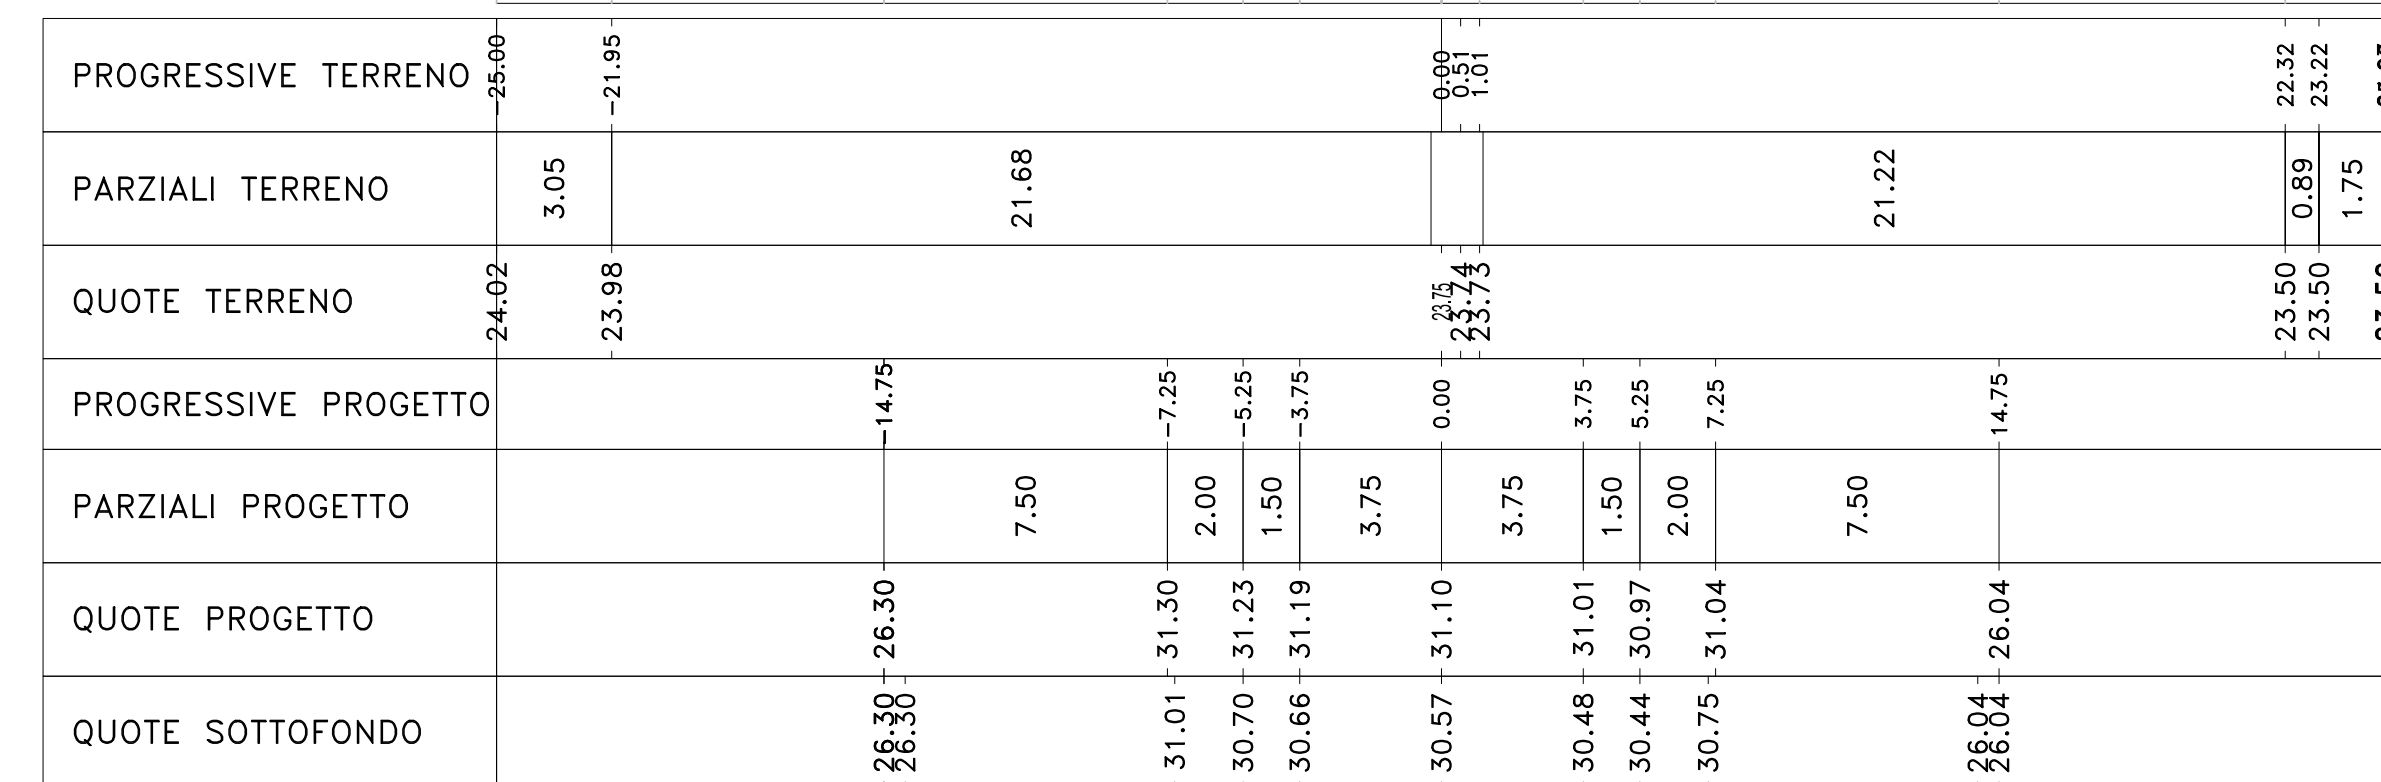 PROGRESSIVE TERRENO -25.00 -21.95 0.00 0.51 1.01 22.32 23.22
PARZIALI TERRENO 3.05 21.68 21.22 0.89 1.75
QUOTE TERRENO 24.02 23.98 23.75 23.74 23.73 23.50 23.50
PROGRESSIVE PROGETTO -14.75 -7.25 -5.25 -3.75 0.00 3.75 5.25 7.25 14.75
PARZIALI PROGETTO 7.50 2.00 1.50 3.75 3.75 1.50 2.00 7.50
QUOTE PROGETTO 26.30 31.30 31.23 31.19 31.10 31.01 30.97 31.04 26.04
QUOTE SOTTOFONDO 26.30 26.30 31.01 30.70 30.66 30.57 30.48 30.44 30.75 26.04 26.04